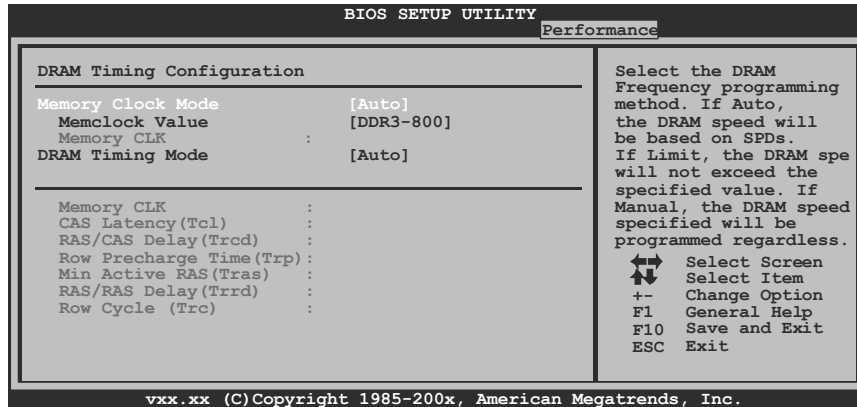 BIOS SETUP UTILITY
Performance
DRAM Timing Configuration
Memory Clock Mode [Auto]
Memclock Value [DDR3-800]
Memory CLK :
DRAM Timing Mode [Auto]
Memory CLK :
CAS Latency(Tcl) :
RAS/CAS Delay(Trcd) :
Row Precharge Time(Trp):
Min Active RAS(Tras) :
RAS/RAS Delay(Trrd) :
Row Cycle (Trc) :
Select the DRAM
Frequency programming
method. If Auto,
the DRAM speed will
be based on SPDs.
If Limit, the DRAM spe
will not exceed the
specified value. If
Manual, the DRAM speed
specified will be
programmed regardless.
Select Screen
Select Item
+- Change Option
F1 General Help
F10 Save and Exit
ESC Exit
vxx.xx (C)Copyright 1985-200x, American Megatrends, Inc.